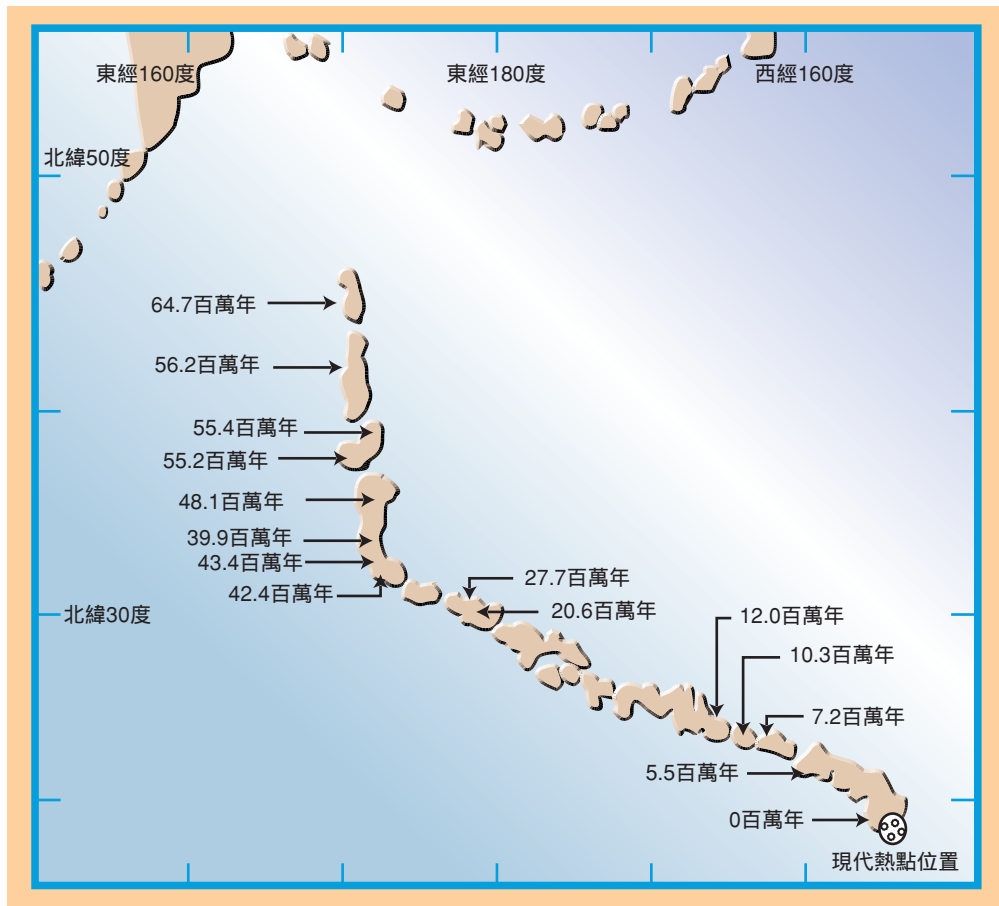 東經160度
東經180度
西經160度
北緯50度
64.7百萬年
56.2百萬年
55.4百萬年
55.2百萬年
48.1百萬年
39.9百萬年
43.4百萬年
42.4百萬年
27.7百萬年
20.6百萬年
北緯30度
12.0百萬年
10.3百萬年
7.2百萬年
5.5百萬年
0百萬年
現代熱點位置